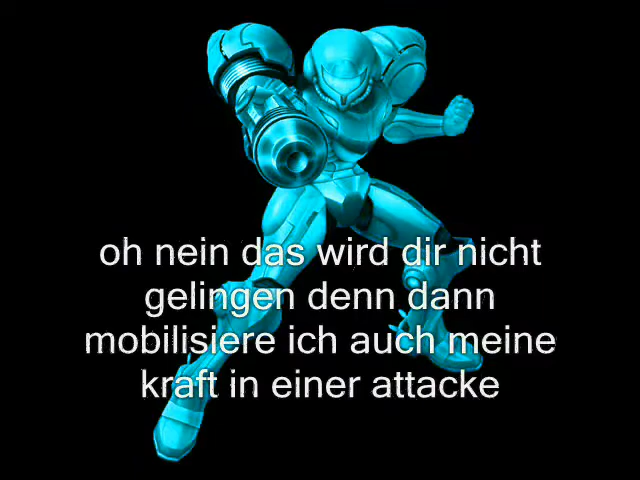 oh nein das wird dir nicht
gelingen denn dann
mobilisiere ich auch meine
kraft in einer attacke